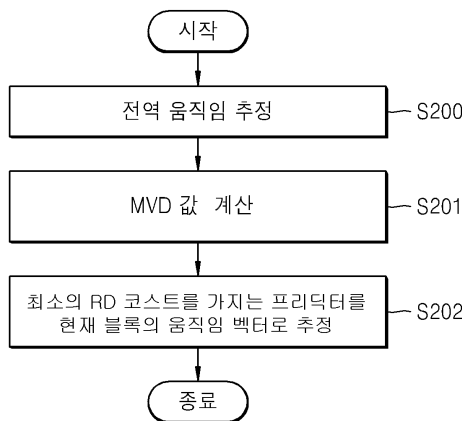 시작
전역 움직임 추정
S200
MVD 값 계산
S201
최소의 RD 코스트를 가지는 프리딕터를
현재 블록의 움직임 벡터로 추정
S202
종료